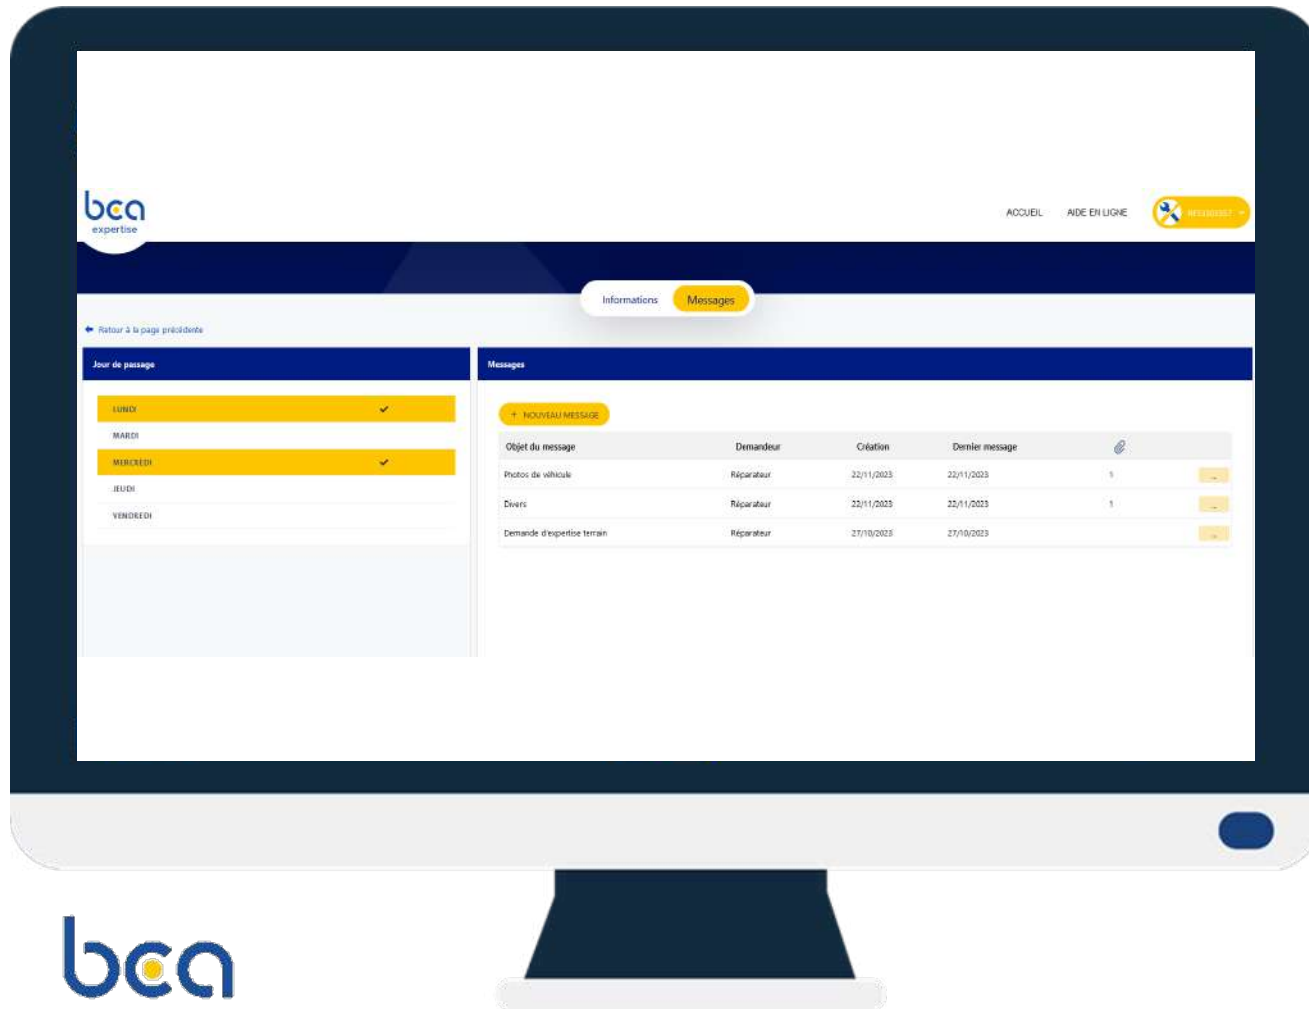 bca
expertise
ACCUEIL AIDE EN LIGNE
Informations Messages
Retour à la page précédente
Jour de passage
Messages
LUNDI
MARDI
MERCREDI
JEUDI
VENDREDI
+ NOUVEAU MESSAGE
Objet du message Demandeur Création Dernier message
Photos de véhicule Réparateur 22/11/2023 22/11/2023 1 ...
Divers Réparateur 22/11/2023 22/11/2023 1 ...
Demande d'expertise terrain Réparateur 27/10/2023 27/10/2023 ...
bca